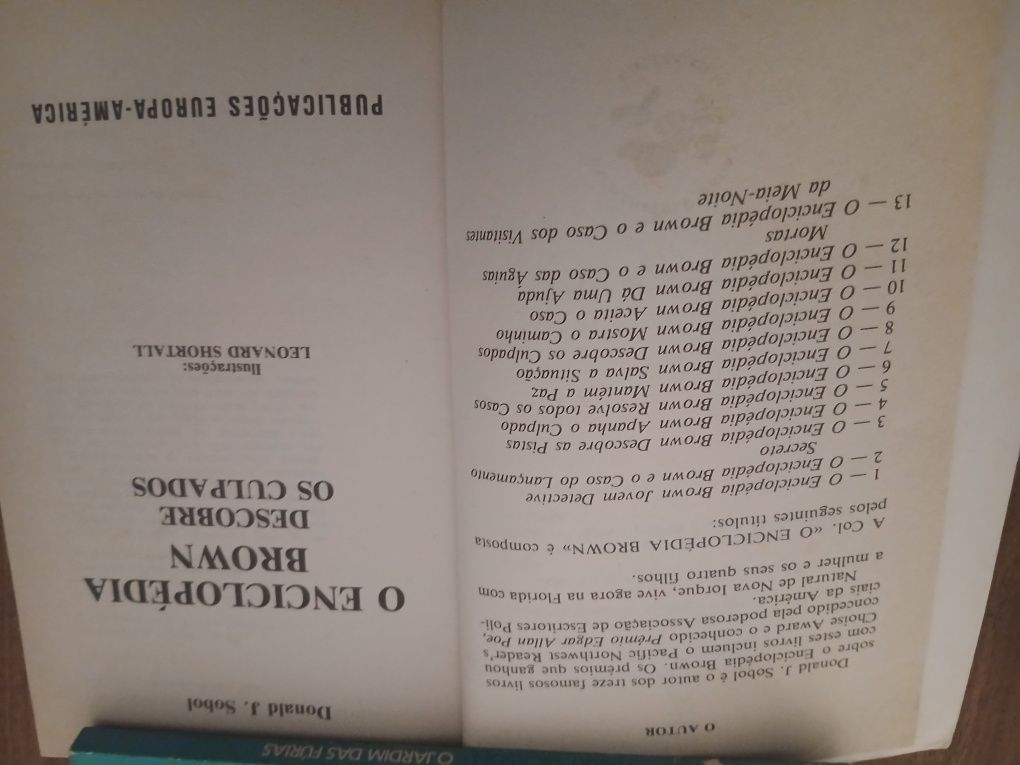 O AUTOR
Donald J. Sobol é o autor dos treze famosos livros
sobre o Enciclopédia Brown. Os prémios que ganhou
com estes livros incluem o Pacific Northwest Reader's
Choise Award e o conhecido Prémio Edgar Allan Poe,
concedido pela poderosa Associação de Escritores Poli-
ciais da América.
Natural de Nova Iorque, vive agora na Florida com
a mulher e os seus quatro filhos.
A Col. «O ENCICLOPÉDIA BROWN» é composta
pelos seguintes títulos:
1 — O Enciclopédia Brown Jovem Detective
2 — O Enciclopédia Brown e o Caso do Lançamento
Secreto
3 — O Enciclopédia Brown Descobre as Pistas
4 — O Enciclopédia Brown Apanha o Culpado
5 — O Enciclopédia Brown Resolve todos os Casos
6 — O Enciclopédia Brown Mantém a Paz
7 — O Enciclopédia Brown Salva a Situação
8 — O Enciclopédia Brown Descobre os Culpados
9 — O Enciclopédia Brown Mostra o Caminho
10 — O Enciclopédia Brown Aceita o Caso
11 — O Enciclopédia Brown Dá Uma Ajuda
12 — O Enciclopédia Brown e o Caso das Águias
Mortas
13 — O Enciclopédia Brown e o Caso dos Visitantes
da Meia-Noite
Donald J. Sobol
O ENCICLOPÉDIA
BROWN
DESCOBRE
OS CULPADOS
Ilustrações:
LEONARD SHORTALL
PUBLICAÇÕES EUROPA-AMÉRICA
O JARDIM DAS FÚRIAS